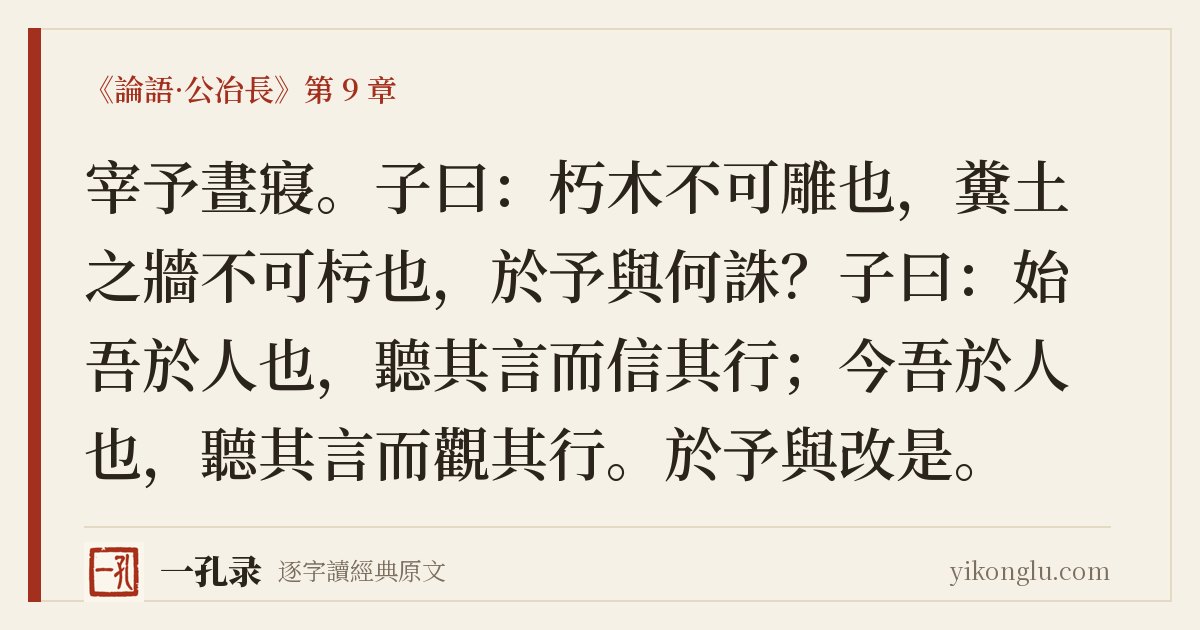 《論語·公冶長》第 9 章
宰予晝寢。子曰：朽木不可雕也，糞土
之牆不可杇也，於予與何誅？子曰：始
吾於人也，聽其言而信其行；今吾於人
也，聽其言而觀其行。於予與改是。
一孔
一孔录 逐字讀經典原文
yikonglu.com